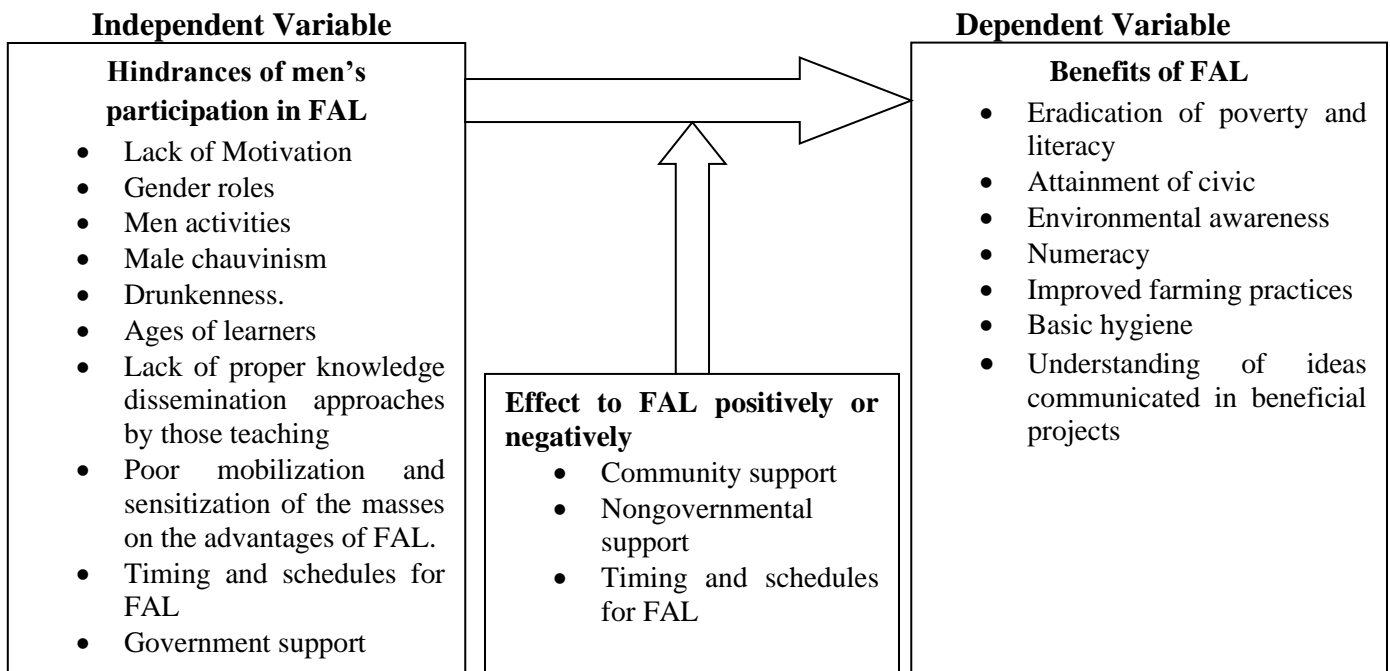 Independent Variable
Hindrances of men's
participation in FAL
• Lack of Motivation
• Gender roles
• Men activities
• Male chauvinism
• Drunkenness.
• Ages of learners
• Lack of proper knowledge
dissemination approaches
by those teaching
• Poor mobilization and
sensitization of the masses
on the advantages of FAL.
• Timing and schedules for
FAL
• Government support
Effect to FAL positively or
negatively
• Community support
• Nongovernmental
support
• Timing and schedules
for FAL
Dependent Variable
Benefits of FAL
• Eradication of poverty and
literacy
• Attainment of civic
• Environmental awareness
• Numeracy
• Improved farming practices
• Basic hygiene
• Understanding of ideas
communicated in beneficial
projects